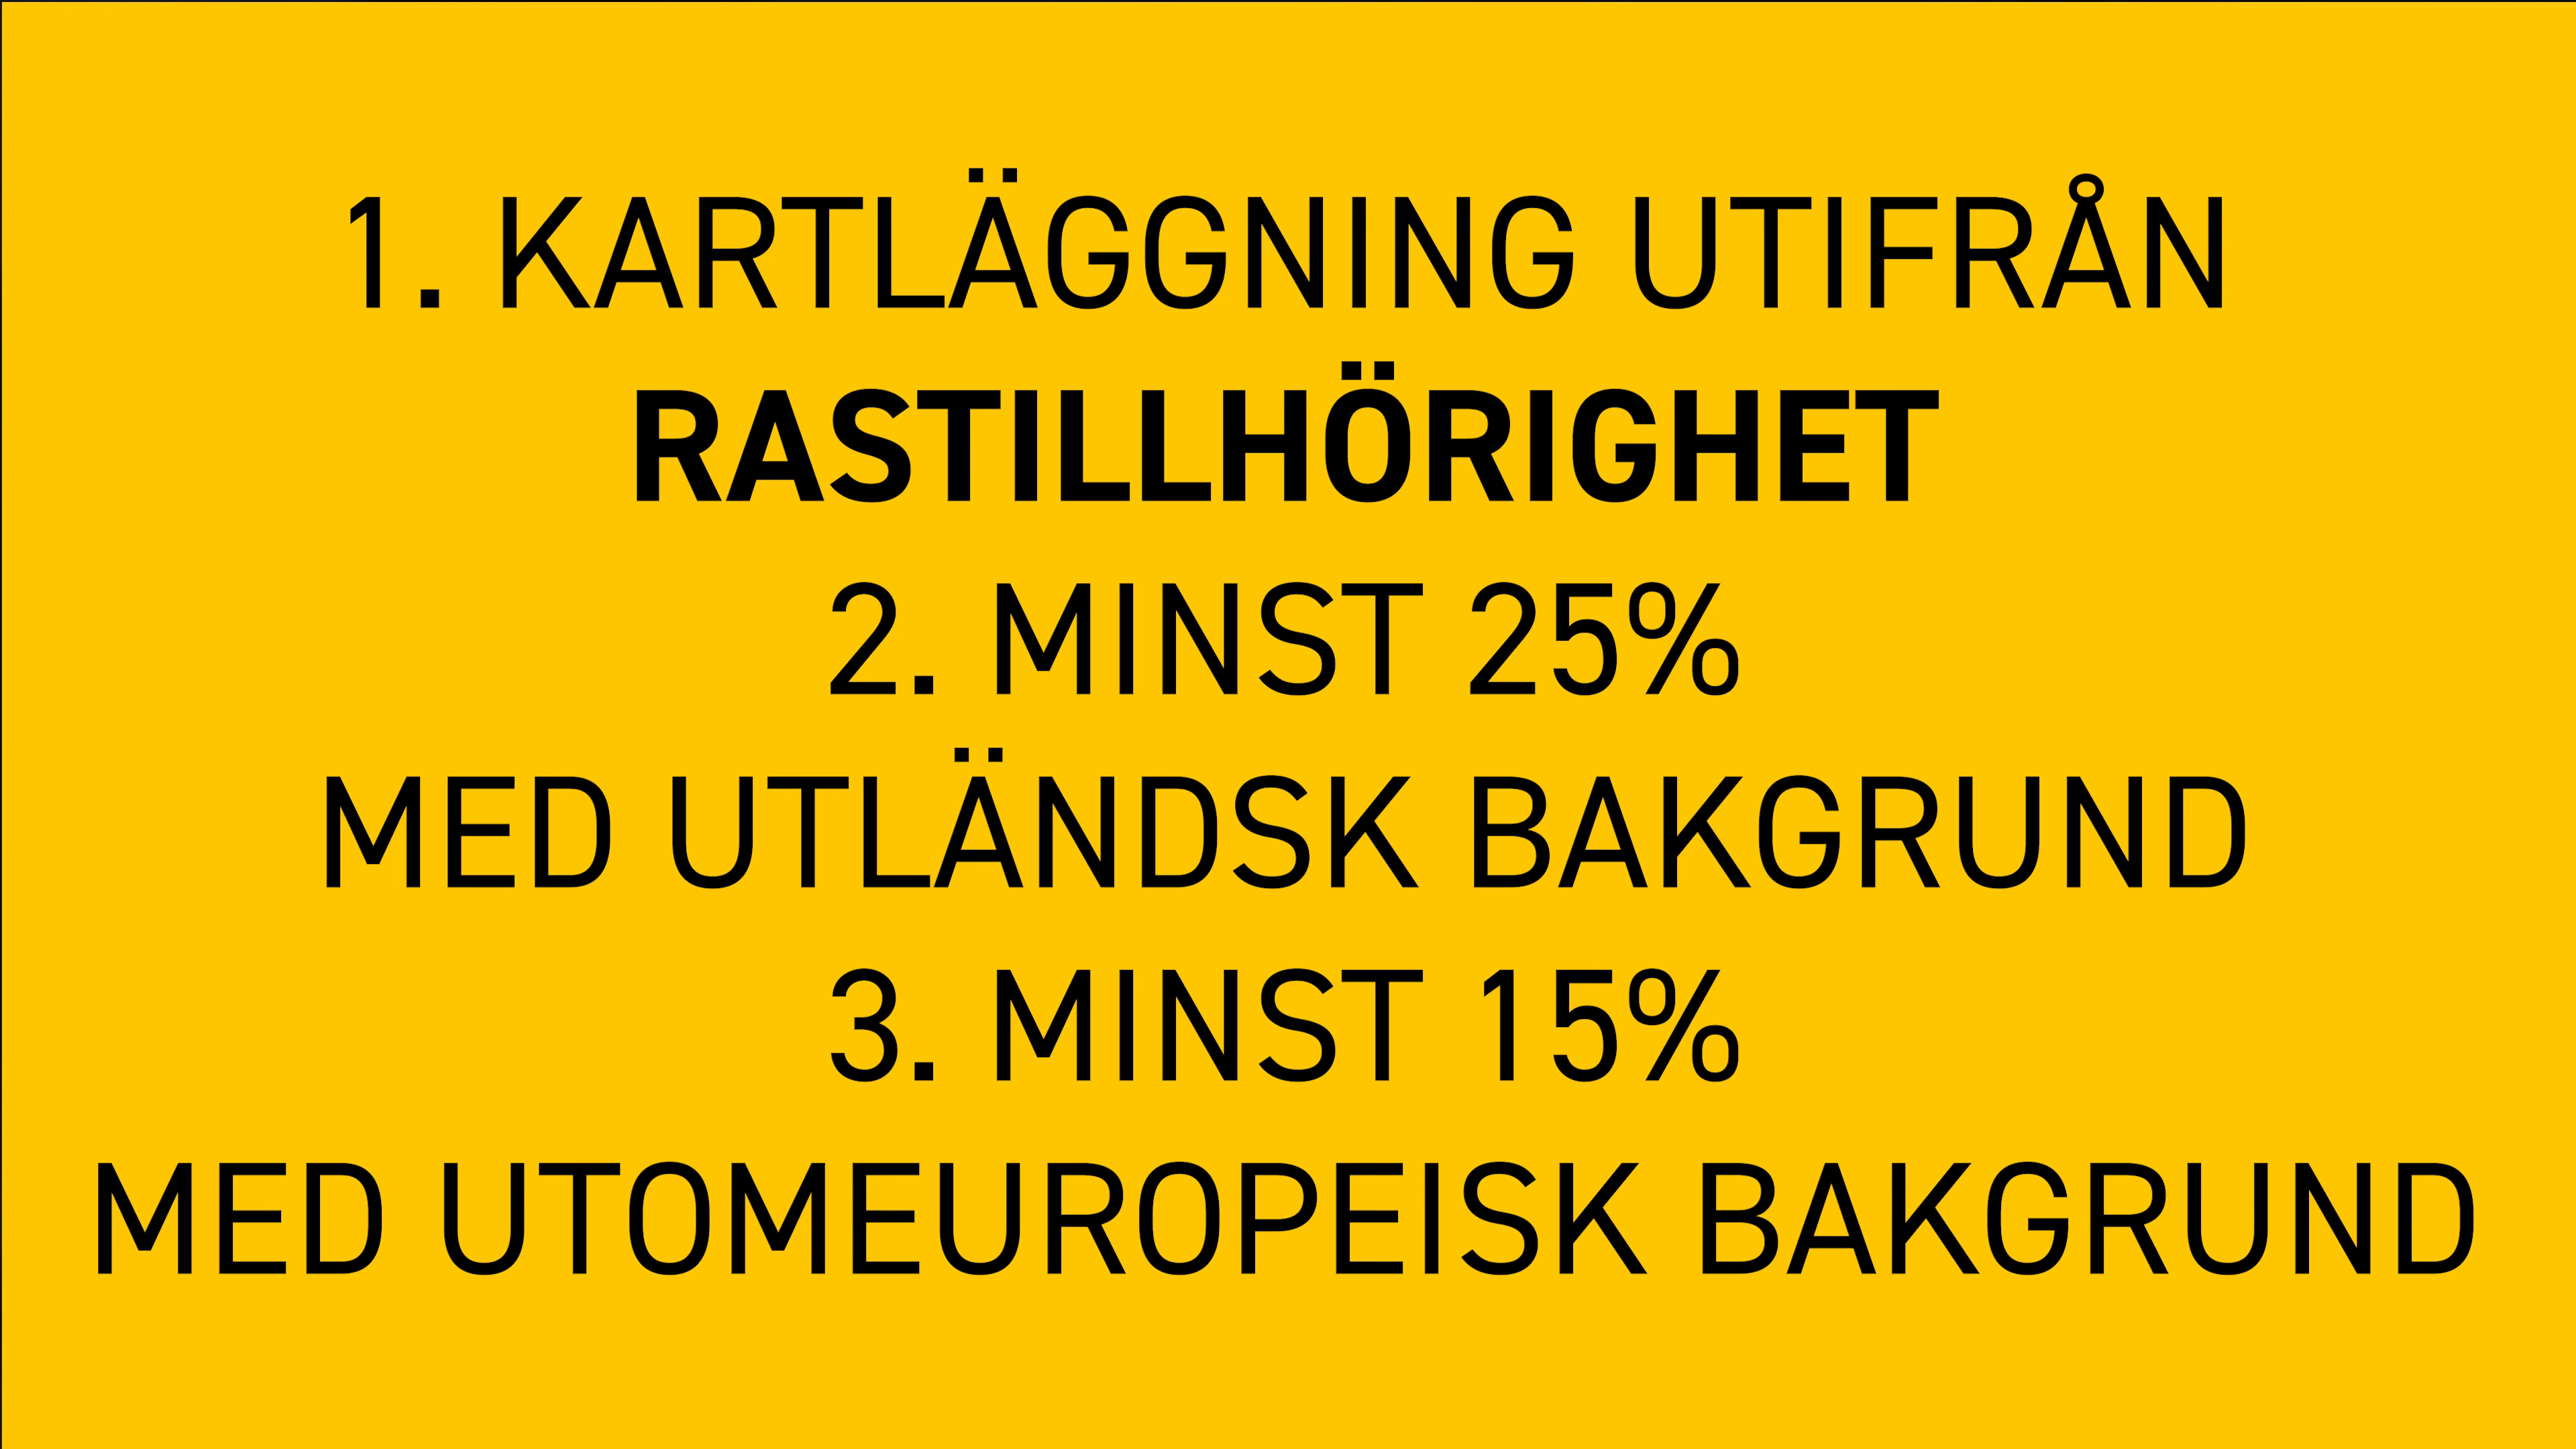 1. KARTLÄGGNING UTIFRÅN
RASTILLHÖRIGHET
2. MINST 25%
MED UTLÄNDSK BAKGRUND
3. MINST 15%
MED UTOMEUROPEISK BAKGRUND